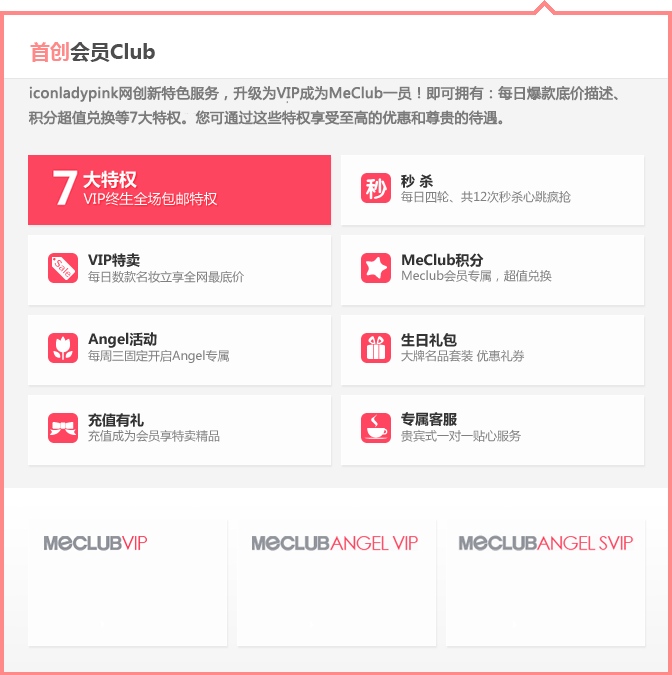 首创会员Club
iconladypink网创新特色服务，升级为VIP成为MeClub一员！即可拥有：每日爆款底价描述、
积分超值兑换等7大特权。您可通过这些特权享受至高的优惠和尊贵的待遇。
7 大特权
VIP终生全场包邮特权
秒
秒 杀
每日四轮、共12次秒杀心跳疯抢
Sale
VIP特卖
每日数款名妆立享全网最底价
MeClub积分
Meclub会员专属，超值兑换
Angel活动
每周三固定开启Angel专属
生日礼包
大牌名品套装 优惠礼券
充值有礼
充值成为会员享特卖精品
专属客服
贵宾式一对一贴心服务
MeCLUBVIP
MeCLUBANGEL VIP
MeCLUBANGEL SVIP